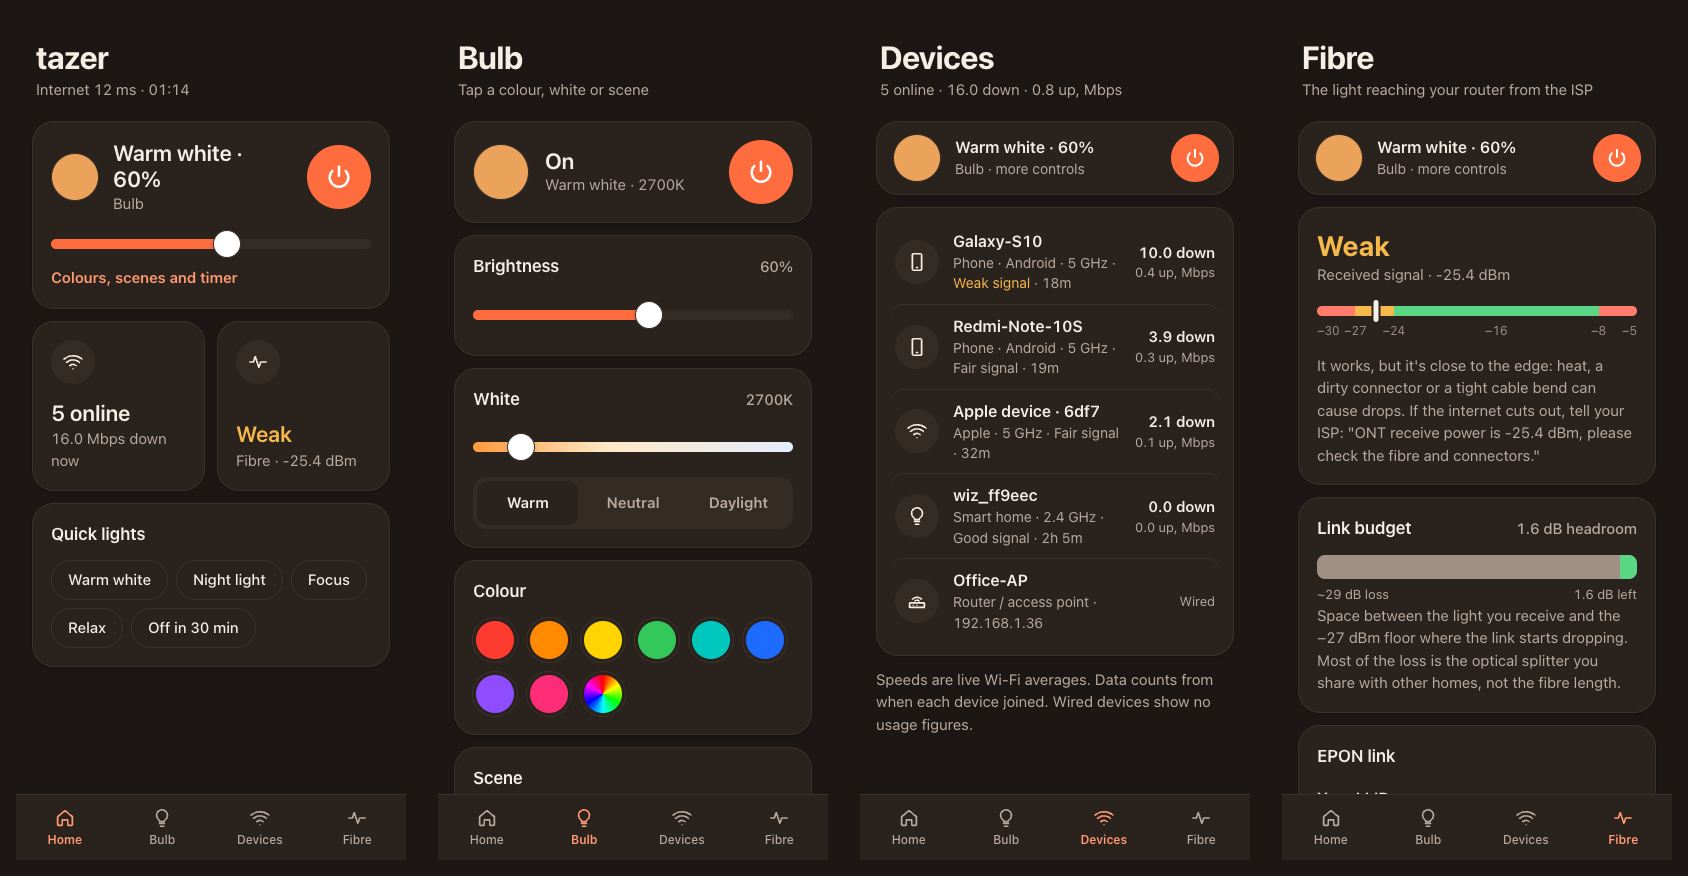 tazer
Internet 12 ms · 01:14
Warm white ·
60%
Bulb
Colours, scenes and timer
5 online
16.0 Mbps down
now
Weak
Fibre · -25.4 dBm
Quick lights
Warm white
Night light
Focus
Relax
Off in 30 min
Home
Bulb
Devices
Fibre
Bulb
Tap a colour, white or scene
On
Warm white · 2700K
Brightness
60%
White
2700K
Warm
Neutral
Daylight
Colour
Scene
Home
Bulb
Devices
Fibre
Devices
5 online · 16.0 down · 0.8 up, Mbps
Warm white · 60%
Bulb · more controls
Galaxy-S10
Phone · Android · 5 GHz ·
Weak signal · 18m
10.0 down
0.4 up, Mbps
Redmi-Note-10S
Phone · Android · 5 GHz ·
Fair signal · 19m
3.9 down
0.3 up, Mbps
Apple device · 6df7
Apple · 5 GHz · Fair signal
· 32m
2.1 down
0.1 up, Mbps
wiz_ff9eec
Smart home · 2.4 GHz ·
Good signal · 2h 5m
0.0 down
0.0 up, Mbps
Office-AP
Router / access point ·
192.168.1.36
Wired
Speeds are live Wi-Fi averages. Data counts from
when each device joined. Wired devices show no
usage figures.
Home
Bulb
Devices
Fibre
Fibre
The light reaching your router from the ISP
Warm white · 60%
Bulb · more controls
Weak
Received signal · -25.4 dBm
−30 −27 −24 −16 −8 −5
It works, but it's close to the edge: heat, a
dirty connector or a tight cable bend can
cause drops. If the internet cuts out, tell your
ISP: "ONT receive power is -25.4 dBm, please
check the fibre and connectors."
Link budget
1.6 dB headroom
~29 dB loss
1.6 dB left
Space between the light you receive and the
−27 dBm floor where the link starts dropping.
Most of the loss is the optical splitter you
share with other homes, not the fibre length.
EPON link
Home
Bulb
Devices
Fibre